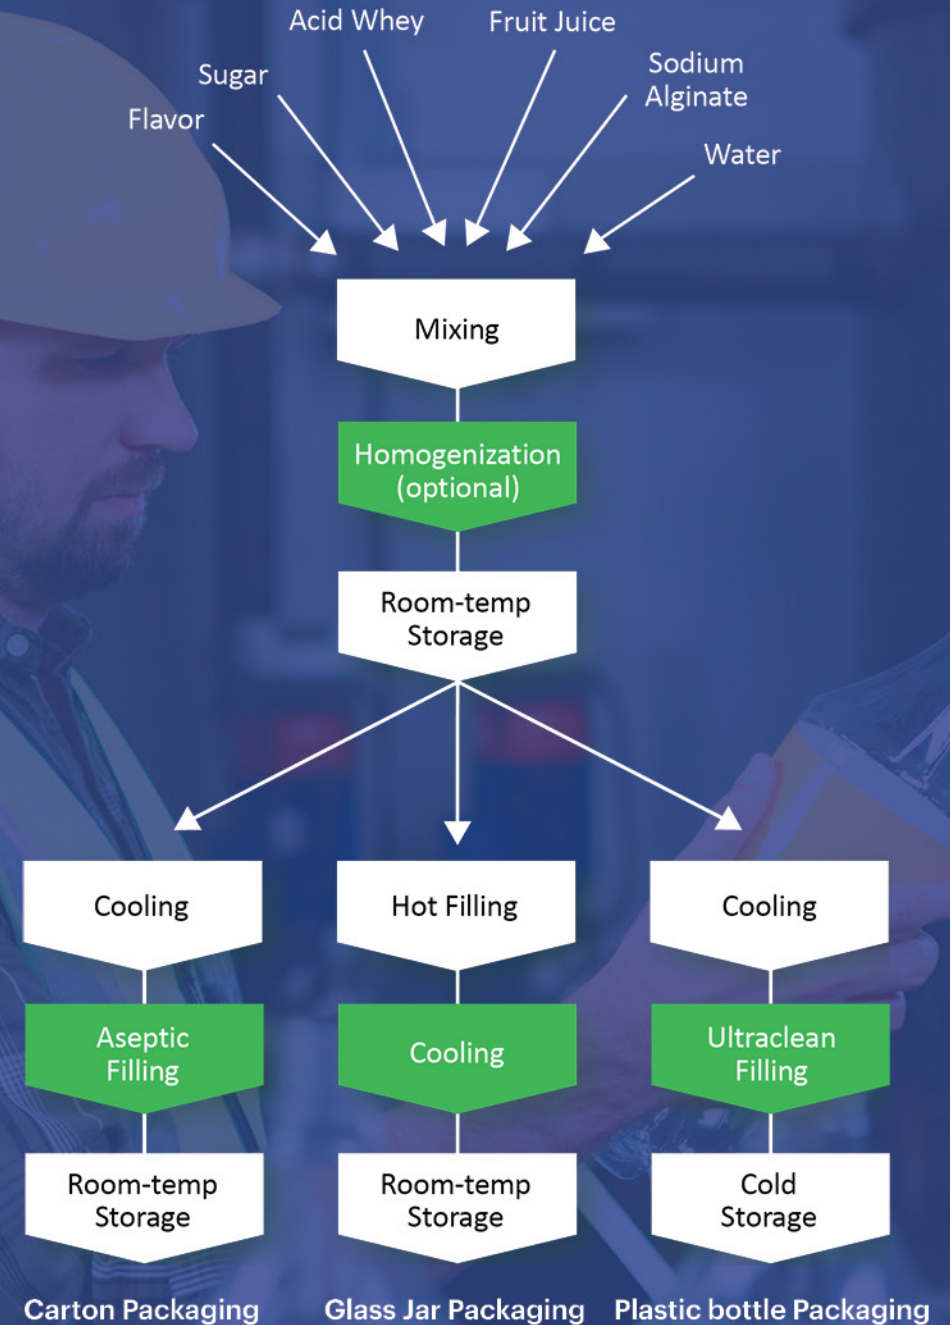 Acid Whey
Fruit Juice
Sugar
Sodium
Alginate
Flavor
Water
Mixing
Homogenization
(optional)
Room-temp
Storage
Cooling
Hot Filling
Cooling
Aseptic
Filling
Cooling
Ultraclean
Filling
Room-temp
Storage
Room-temp
Storage
Cold
Storage
Carton Packaging
Glass Jar Packaging
Plastic bottle Packaging